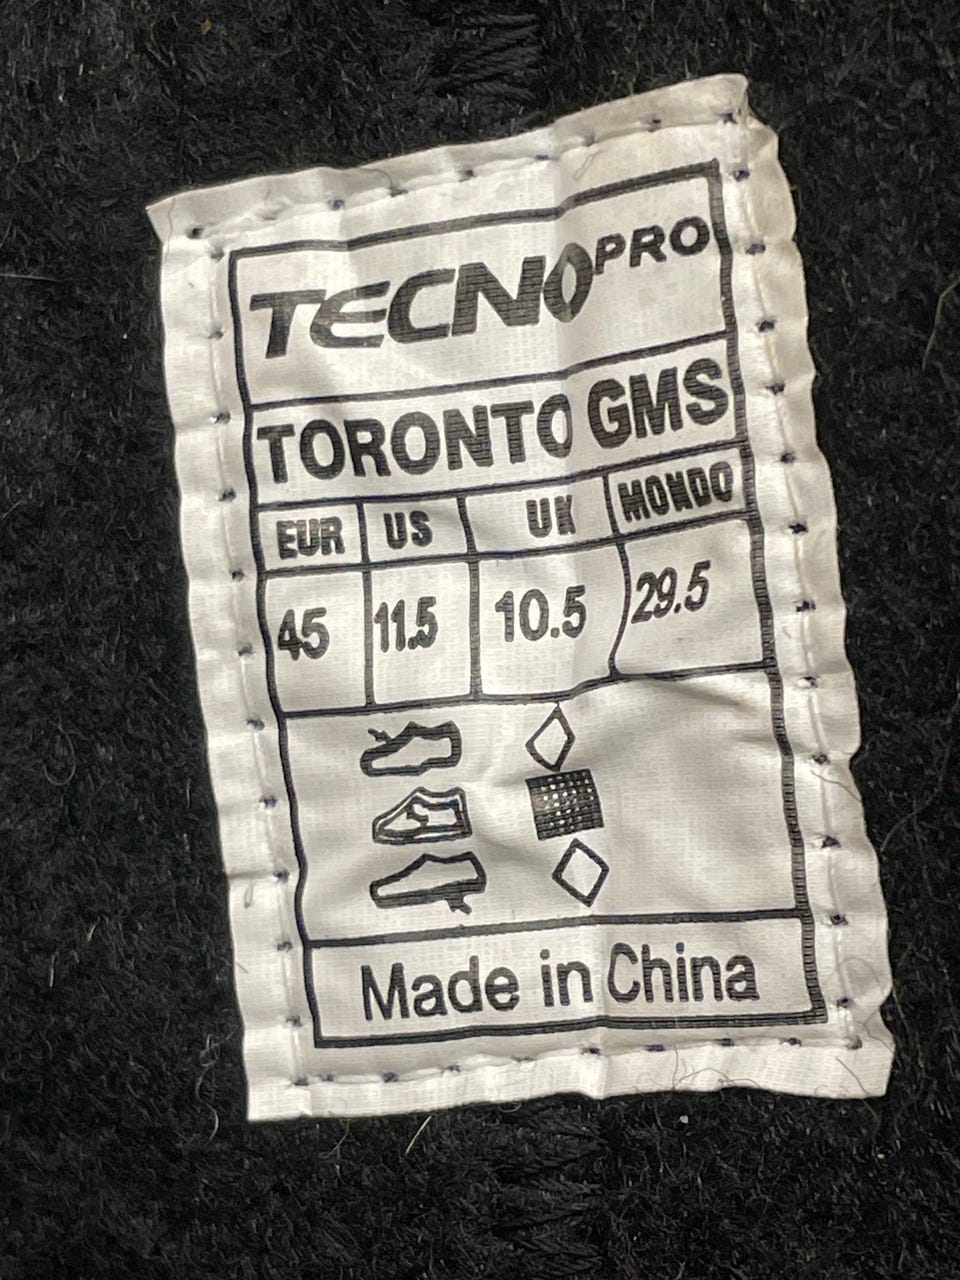 TECNOPRO
TORONTO GMS
EUR US UK MONDO
45 11.5 10.5 29.5
Made in China